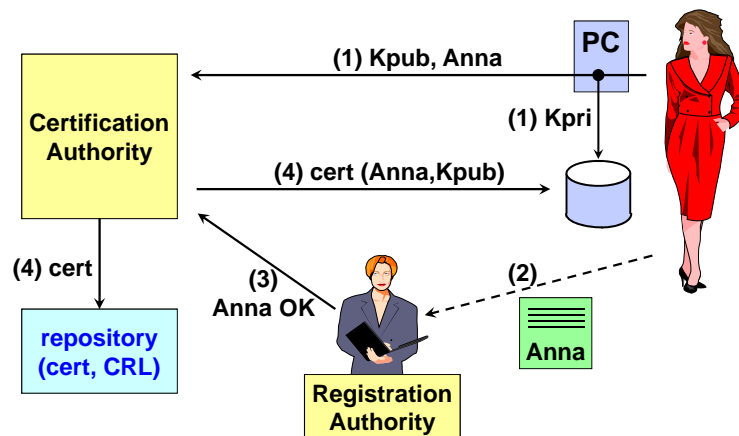 PC
(1) Kpub, Anna
(1) Kpri
Certification
Authority
(4) cert (Anna,Kpub)
(4) cert
(3)
Anna OK
(2)
Anna
repository
(cert, CRL)
Registration
Authority